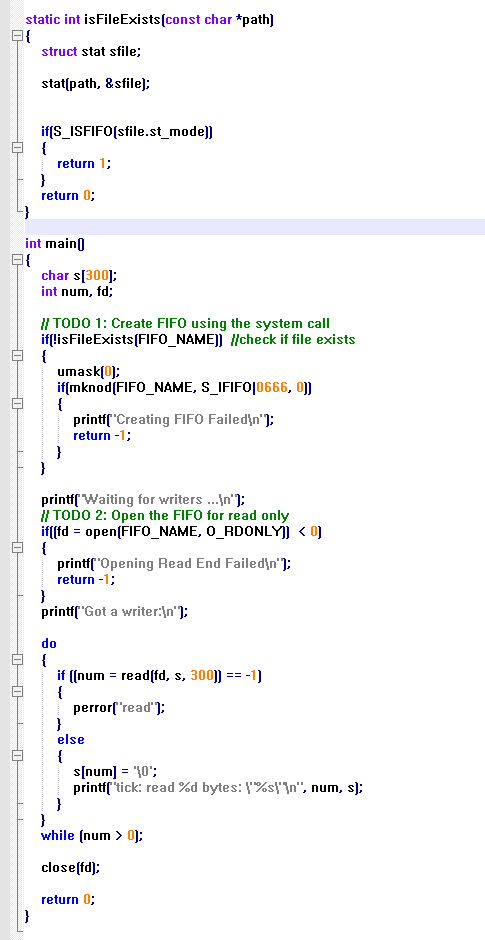 static int isFileExists(const char *path)
{
struct stat sfile;
stat(path, &sfile);
if(S_ISFIFO(sfile.st_mode))
{
return 1;
}
return 0;
}
int main()
{
char s[300];
int num, fd;
// TODO 1: Create FIFO using the system call
if(!isFileExists(FIFO_NAME)) //check if file exists
{
umask(0);
if(mknod(FIFO_NAME, S_IFIFO|0666, 0))
{
printf("Creating FIFO Failed\n");
return -1;
}
}
printf("Waiting for writers ...\n");
// TODO 2: Open the FIFO for read only
if((fd = open(FIFO_NAME, O_RDONLY)) < 0)
{
printf("Opening Read End Failed\n");
return -1;
}
printf("Got a writer:\n");
do
{
if ((num = read(fd, s, 300)) == -1)
{
perror("read");
}
else
{
s[num] = '\0';
printf("tick: read %d bytes: \"%s\"\n", num, s);
}
}
while (num > 0);
close(fd);
return 0;
}